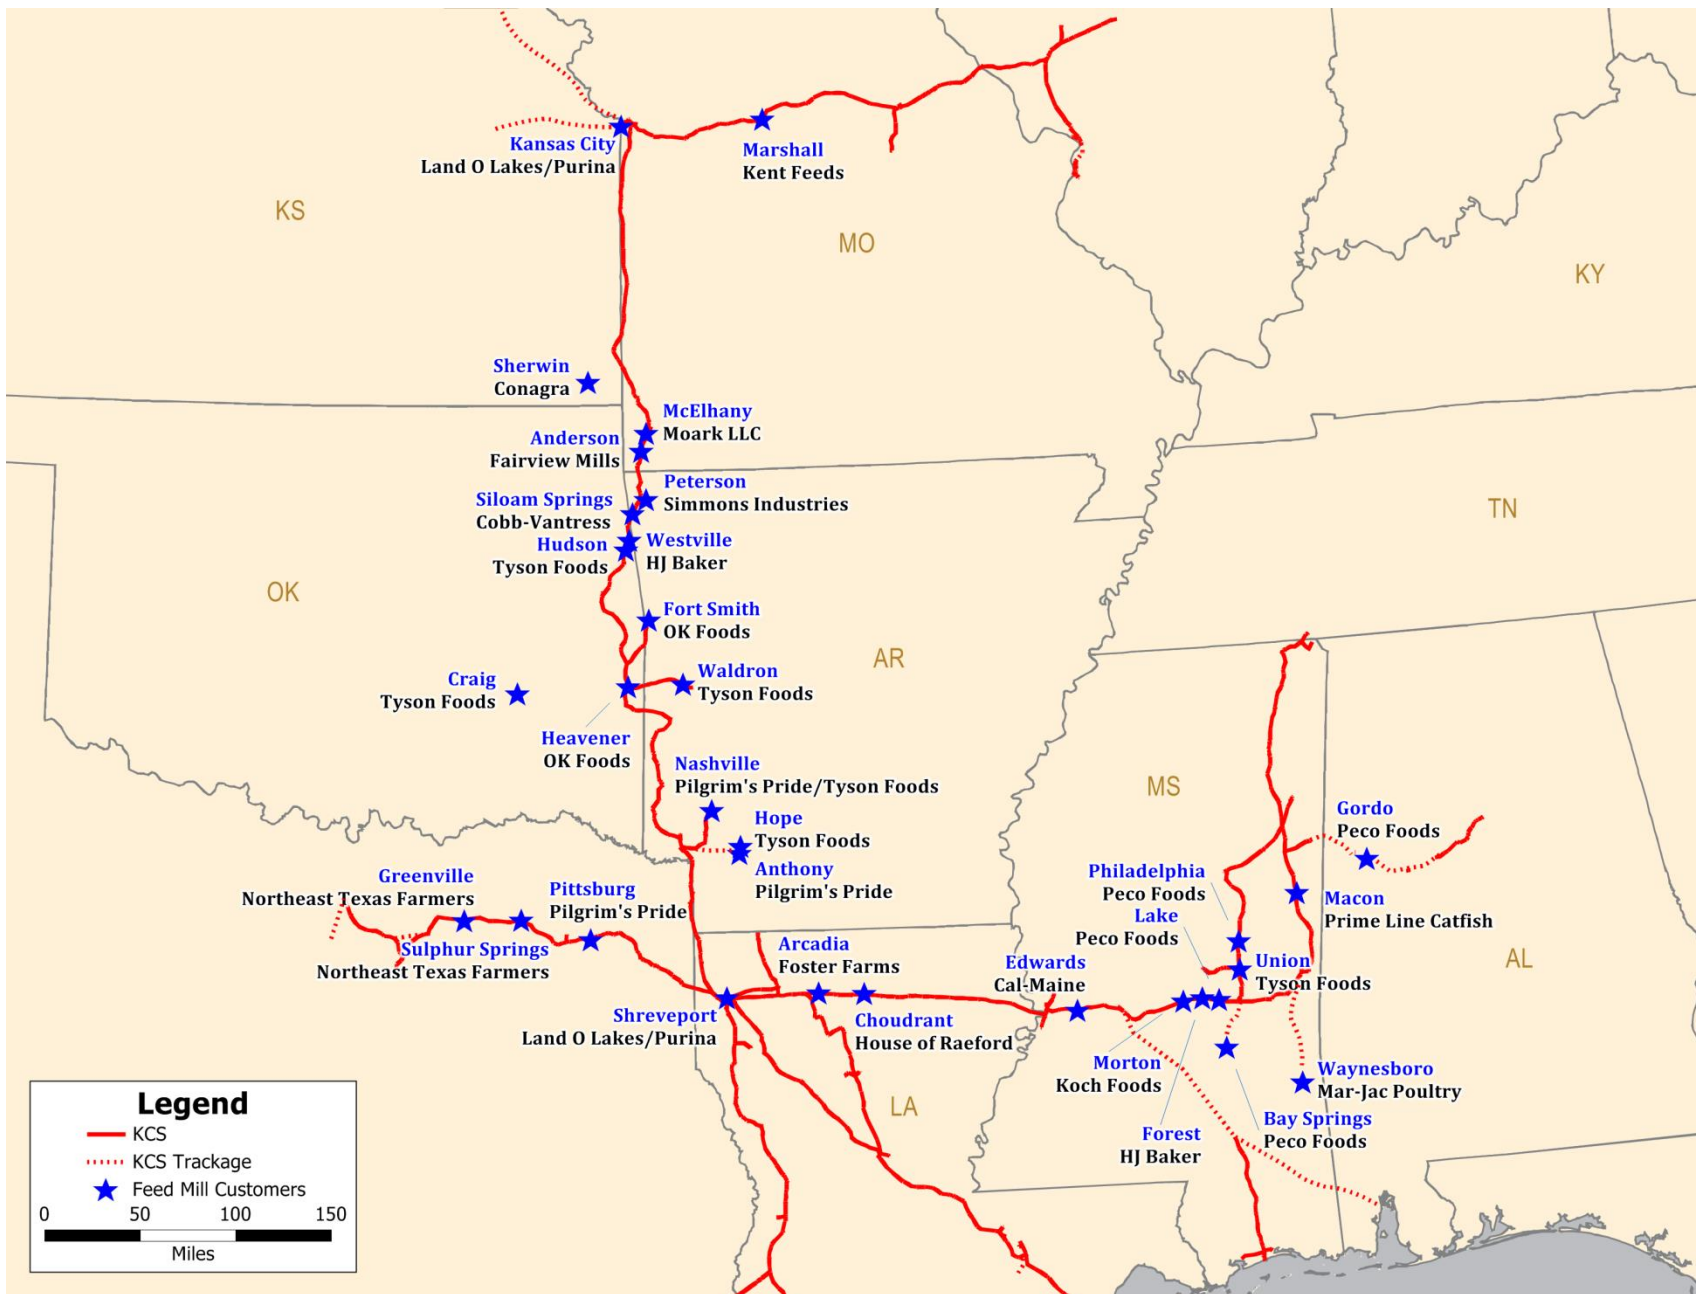 Kansas City
Land O Lakes/Purina
Marshall
Kent Feeds
KS
MO
KY
Sherwin
Conagra
McElhany
Moark LLC
Anderson
Fairview Mills
Peterson
Simmons Industries
Siloam Springs
Cobb-Vantress
TN
Westville
HJ Baker
Hudson
Tyson Foods
OK
Fort Smith
OK Foods
AR
Waldron
Tyson Foods
Craig
Tyson Foods
Heavener
OK Foods
Nashville
Pilgrim's Pride/Tyson Foods
MS
Hope
Tyson Foods
Gordo
Peco Foods
Anthony
Pilgrim's Pride
Philadelphia
Peco Foods
Greenville
Northeast Texas Farmers
Pittsburg
Pilgrim's Pride
Macon
Prime Line Catfish
Lake
Peco Foods
Sulphur Springs
Northeast Texas Farmers
Arcadia
Foster Farms
Edwards
Cal-Maine
Union
Tyson Foods
AL
Shreveport
Land O Lakes/Purina
Choudrant
House of Raeford
Morton
Koch Foods
Waynesboro
Mar-Jac Poultry
LA
Bay Springs
Peco Foods
Forest
HJ Baker
Legend
KCS
KCS Trackage
Feed Mill Customers
0 50 100 150
Miles